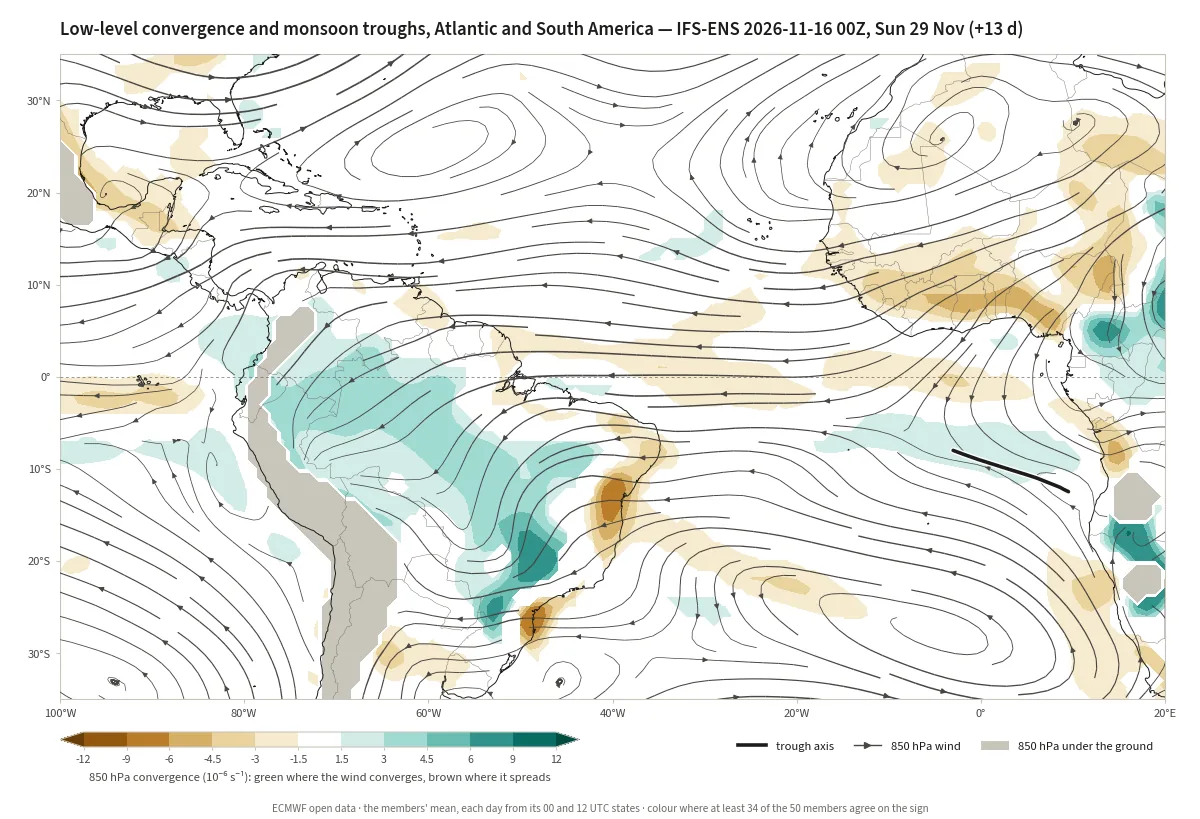 Low-level convergence and monsoon troughs, Atlantic and South America — IFS-ENS 2026-11-16 00Z, Sun 29 Nov (+13 d)
30°N
20°N
10°N
0°
10°S
20°S
30°S
100°W 80°W 60°W 40°W 20°W 0° 20°E
-12 -9 -6 -4.5 -3 -1.5 1.5 3 4.5 6 9 12
850 hPa convergence (10⁻⁶ s⁻¹): green where the wind converges, brown where it spreads
trough axis 850 hPa wind 850 hPa under the ground
ECMWF open data · the members' mean, each day from its 00 and 12 UTC states · colour where at least 34 of the 50 members agree on the sign